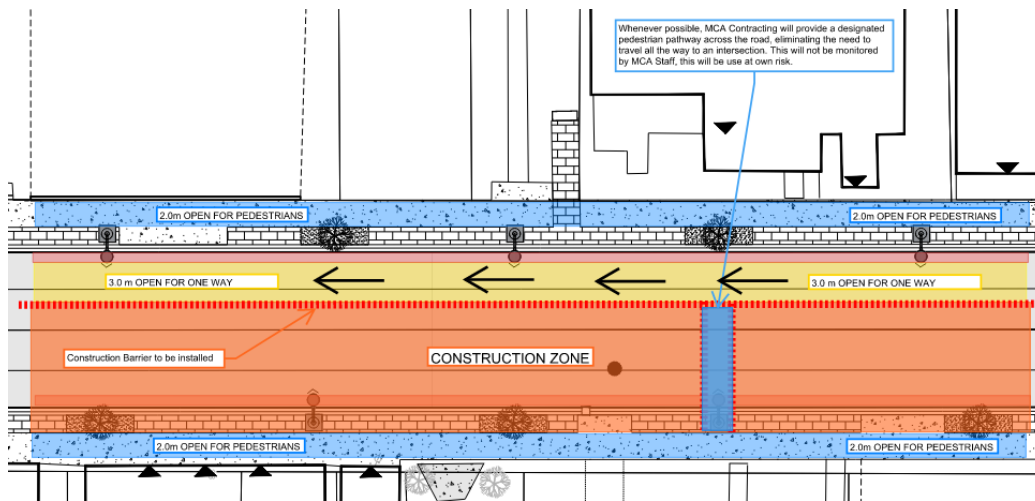 Whenever possible, MCA Contracting will provide a designated
pedestrian pathway across the road, eliminating the need to
travel all the way to an intersection. This will not be monitored
by MCA Staff, this will be use at own risk.
2.0m OPEN FOR PEDESTRIANS
2.0m OPEN FOR PEDESTRIANS
3.0 m OPEN FOR ONE WAY
3.0 m OPEN FOR ONE WAY
Construction Barrier to be installed
CONSTRUCTION ZONE
2.0m OPEN FOR PEDESTRIANS
2.0m OPEN FOR PEDESTRIANS